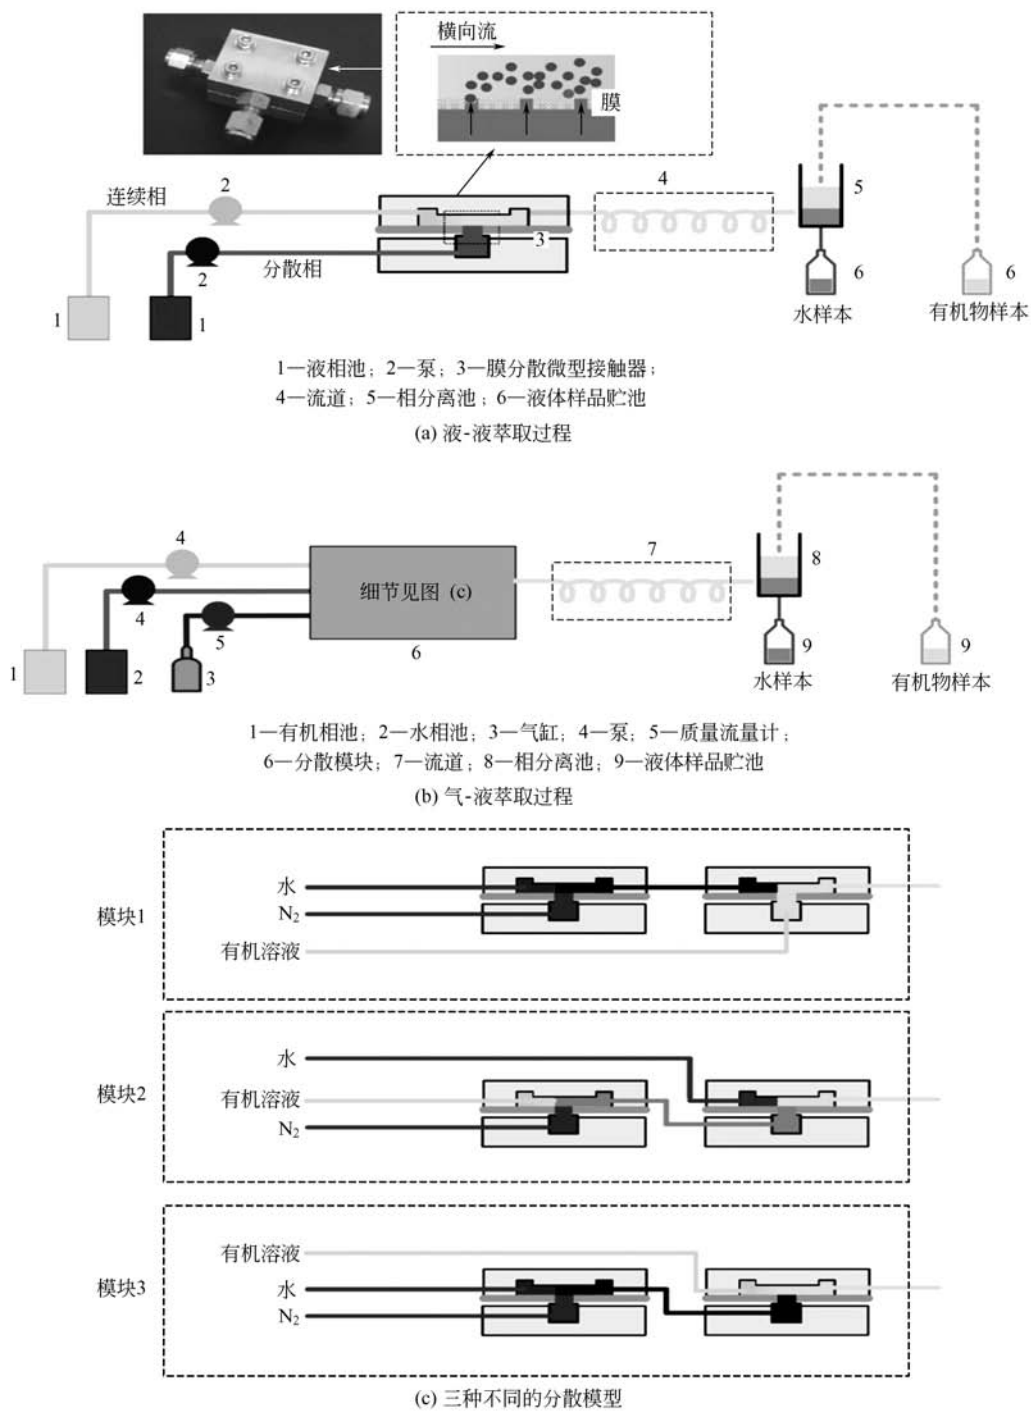 横向流
膜
连续相
2
4
5
3
分散相
2
6
6
1
1
水样本
有机物样本
1—液相池；2—泵；3—膜分散微型接触器；
4—流道；5—相分离池；6—液体样品贮池
(a) 液-液萃取过程
4
7
8
细节见图 (c)
4
5
6
9
9
1
2
3
水样本
有机物样本
1—有机相池；2—水相池；3—气缸；4—泵；5—质量流量计；
6—分散模块；7—流道；8—相分离池；9—液体样品贮池
(b) 气-液萃取过程
模块1
水
N₂
有机溶液
模块2
水
有机溶液
N₂
模块3
有机溶液
水
N₂
(c) 三种不同的分散模型